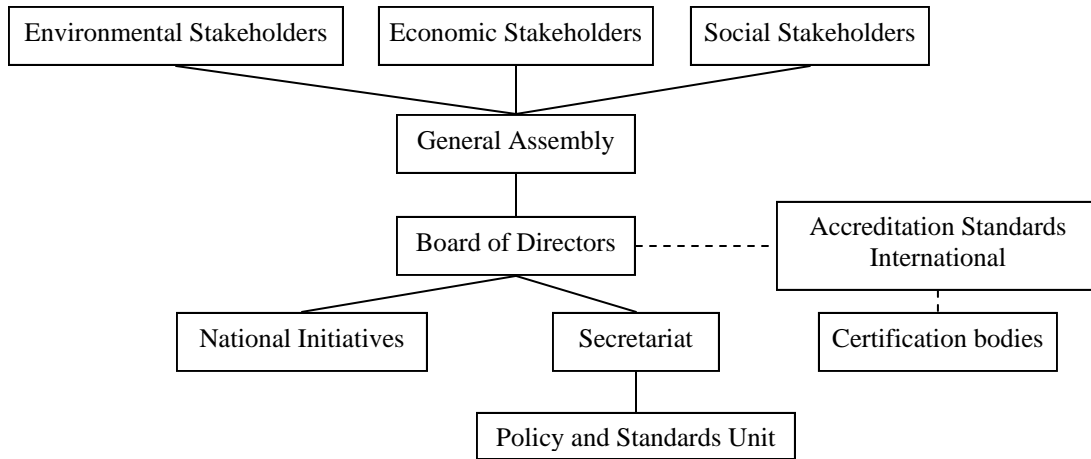 Environmental Stakeholders
Economic Stakeholders
Social Stakeholders
General Assembly
Board of Directors
Accreditation Standards
International
National Initiatives
Secretariat
Certification bodies
Policy and Standards Unit